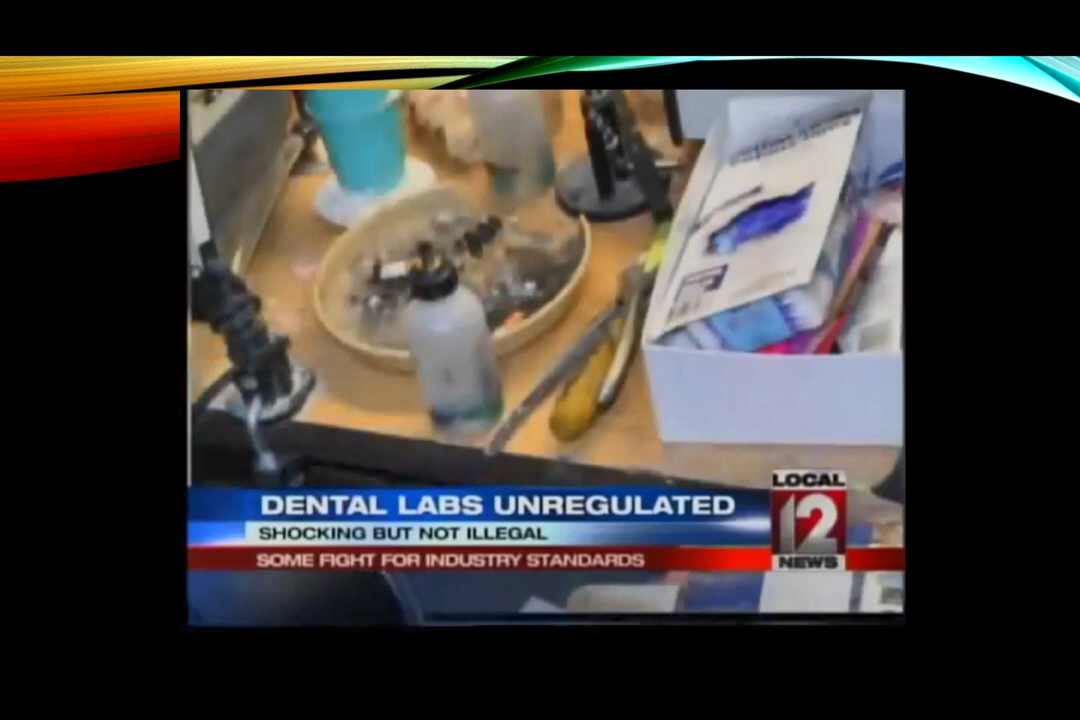 DENTAL LABS UNREGULATED
SHOCKING BUT NOT ILLEGAL
SOME FIGHT FOR INDUSTRY STANDARDS
LOCAL
12
NEWS